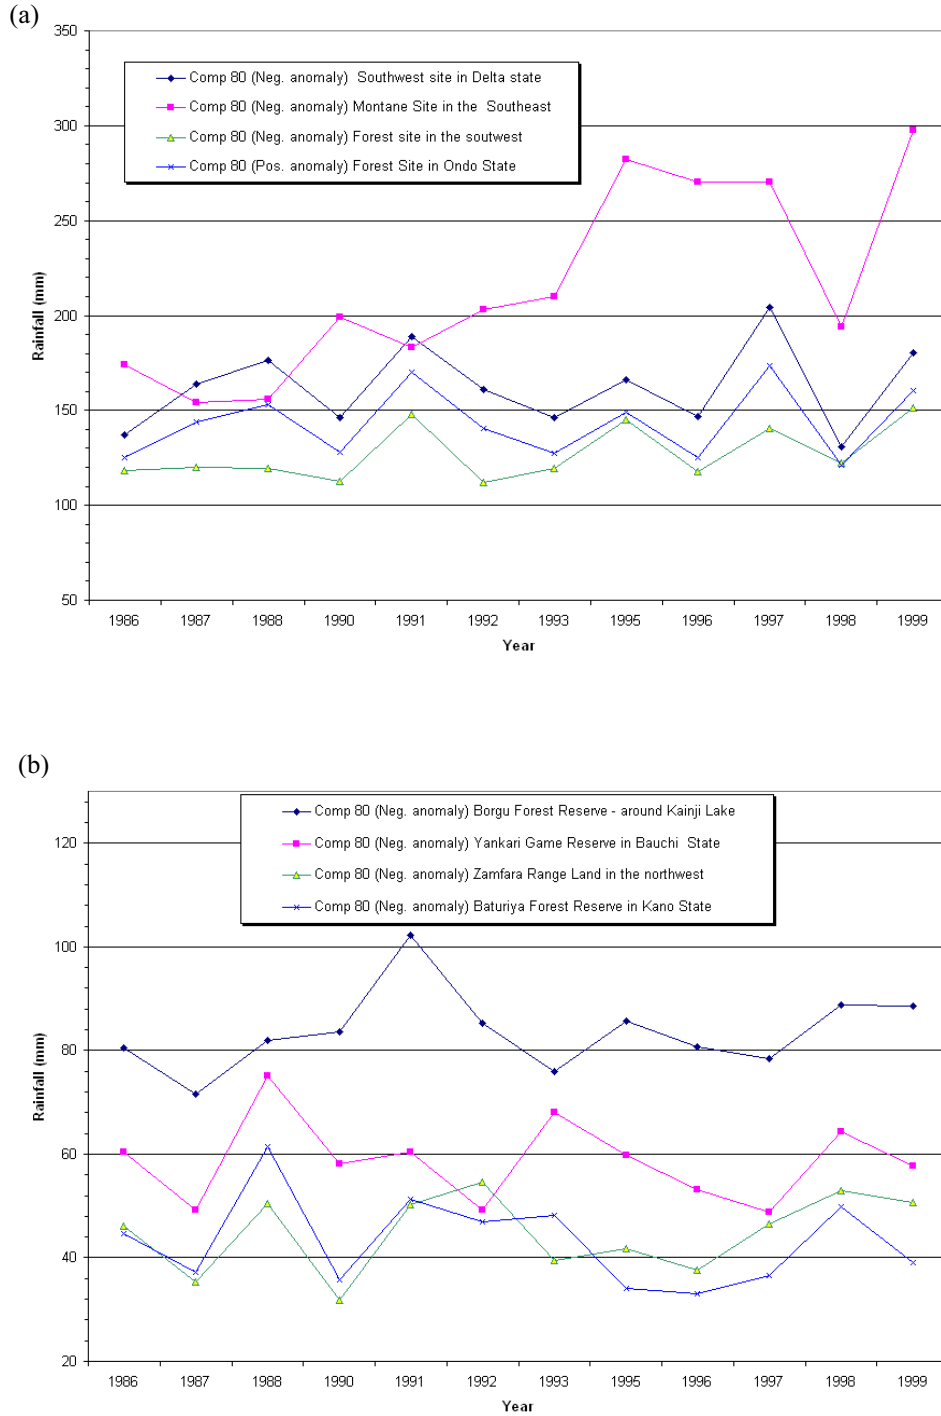 (a)
350
300
250
200
150
100
50
Rainfall (mm)
Comp 80 (Neg. anomaly)  Southwest site in Delta state
Comp 80 (Neg. anomaly) Montane Site in the  Southeast
Comp 80 (Neg. anomaly) Forest site in the soutwest
Comp 80 (Pos. anomaly) Forest Site in Ondo State
1986 1987 1988 1990 1991 1992 1993 1995 1996 1997 1998 1999
Year
(b)
120
100
80
60
40
20
Rainfall (mm)
Comp 80 (Neg. anomaly) Borgu Forest Reserve - around Kainji Lake
Comp 80 (Neg. anomaly) Yankari Game Reserve in Bauchi  State
Comp 80 (Neg. anomaly) Zamfara Range Land in the northwest
Comp 80 (Neg. anomaly) Baturiya Forest Reserve in Kano State
1986 1987 1988 1990 1991 1992 1993 1995 1996 1997 1998 1999
Year